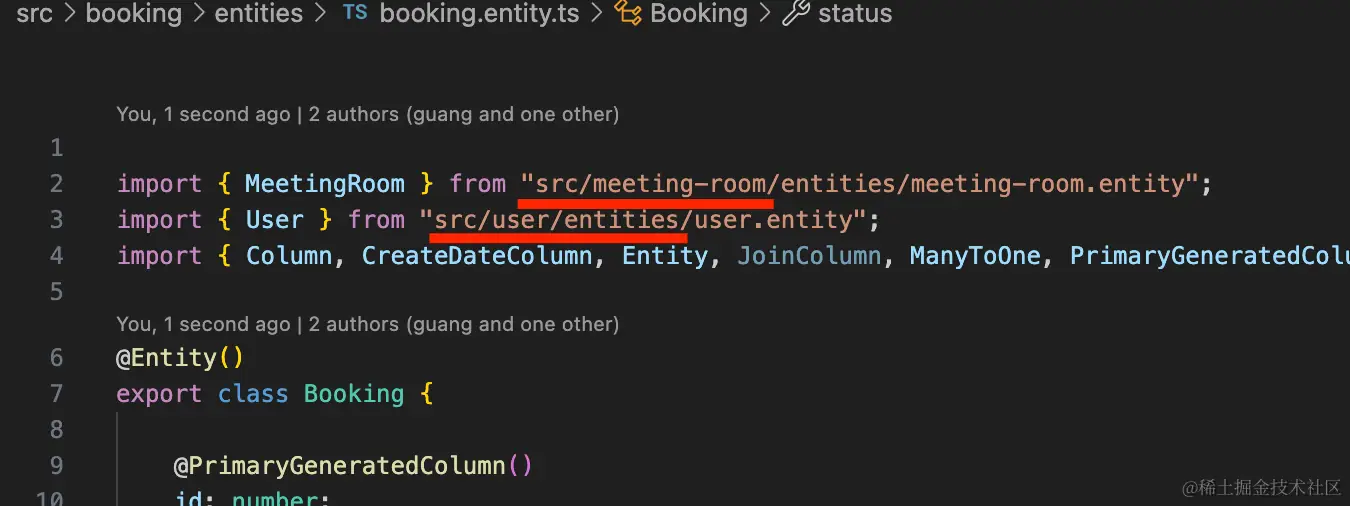 src > booking > entities > TS booking.entity.ts > Booking > status
You, 1 second ago | 2 authors (guang and one other)
1
2 import { MeetingRoom } from "src/meeting-room/entities/meeting-room.entity";
3 import { User } from "src/user/entities/user.entity";
4 import { Column, CreateDateColumn, Entity, JoinColumn, ManyToOne, PrimaryGeneratedColu
5
You, 1 second ago | 2 authors (guang and one other)
6 @Entity()
7 export class Booking {
8
9 @PrimaryGeneratedColumn()
10 id: number;
@稀土掘金技术社区